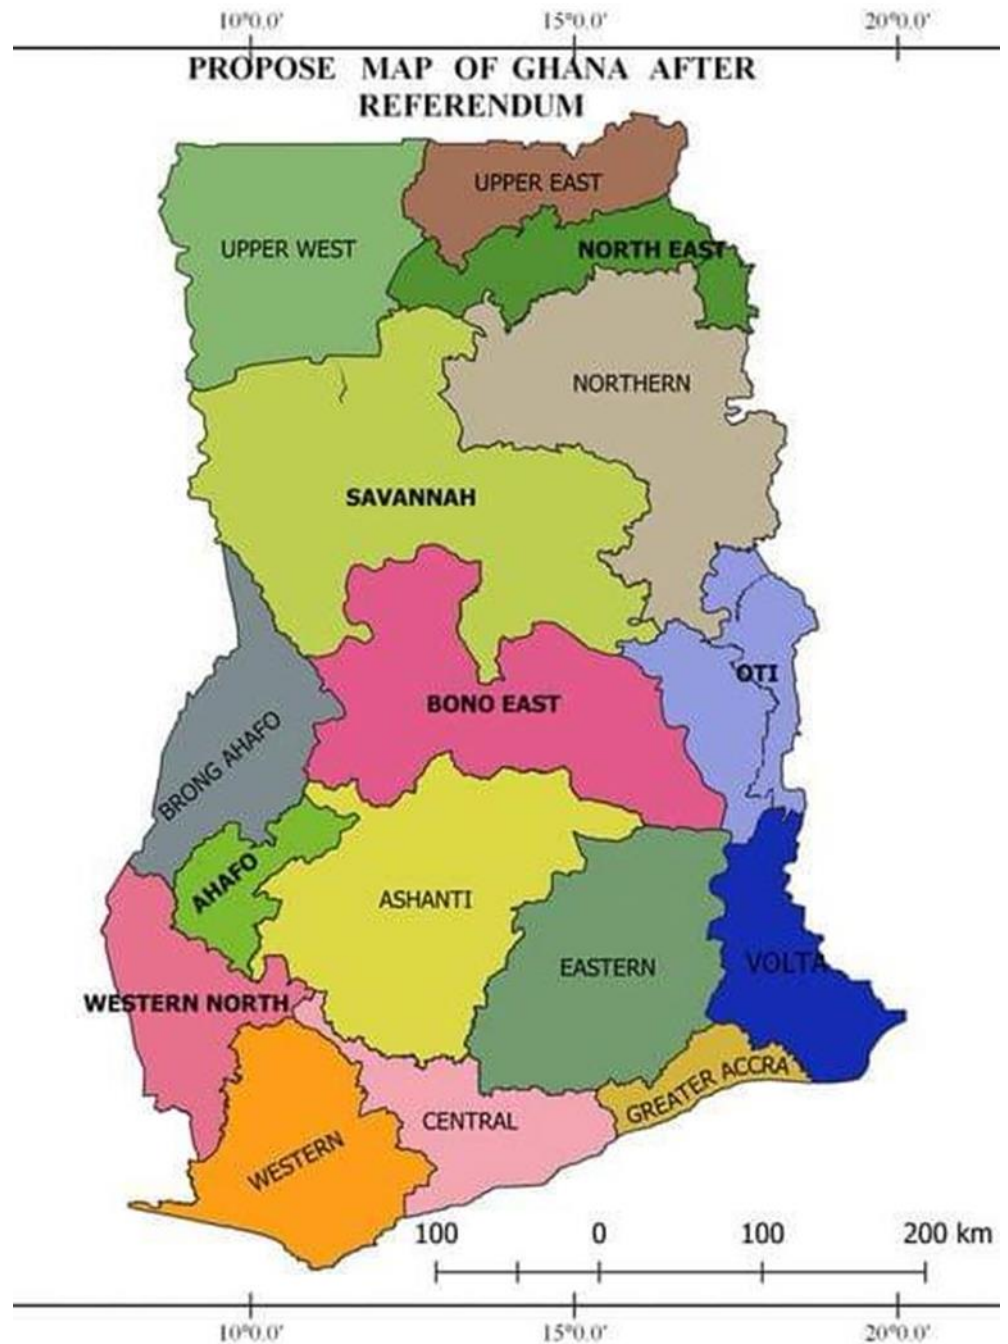 10°0.0' 15°0.0' 20°0.0'
PROPOSE MAP OF GHANA AFTER
REFERENDUM
UPPER EAST
UPPER WEST
NORTH EAST
NORTHERN
SAVANNAH
OTI
BONO EAST
BRONG AHAFO
AHAFO
ASHANTI
EASTERN
VOLTA
WESTERN NORTH
GREATER ACCRA
CENTRAL
WESTERN
100 0 100 200 km
10°0.0' 15°0.0' 20°0.0'